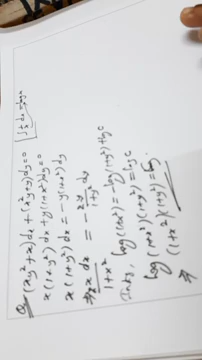 Q (xy²+x)dx + (x²y+y)dy=0
x(1+y²)dx + y(1+x²)dy=0
x(1+y²)dx = -y(1+x²)dy
⇒ x dx / 1+x² = - y dy / 1+y²
log(1+x²) = -log(1+y²)+log c
log(1+x²)(1+y²)=log c
⇒ (1+x²)(1+y²)=